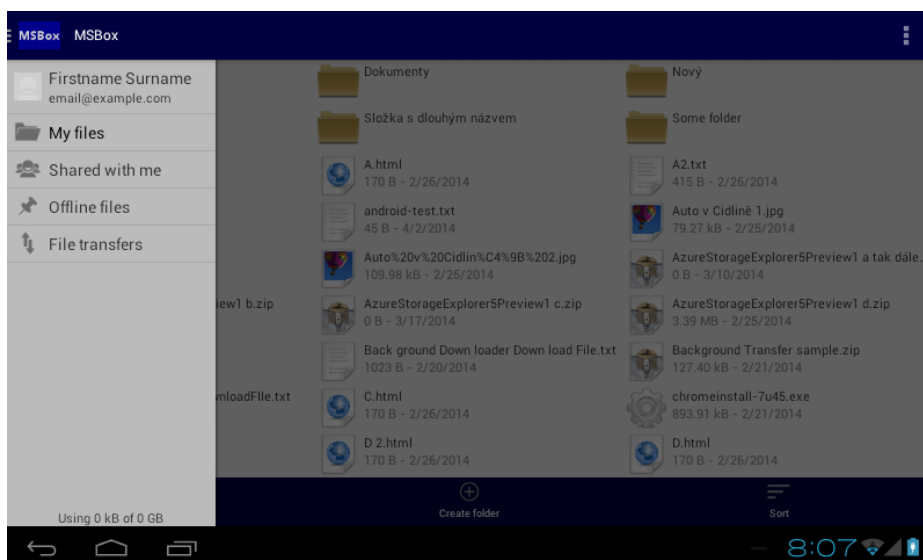 MSBox MSBox
Firstname Surname
email@example.com
My files
Shared with me
Offline files
File transfers
Using 0 kB of 0 GB
Dokumenty
Nový
Složka s dlouhým názvem
Some folder
A.html
170 B - 2/26/2014
A2.txt
415 B - 2/26/2014
android-test.txt
45 B - 4/2/2014
Auto v Cidlině 1.jpg
79.27 kB - 2/25/2014
Auto%20v%20Cidlin%C4%9B%202.jpg
109.98 kB - 2/25/2014
AzureStorageExplorer5Preview1 a tak dále.
0 B - 3/10/2014
iew1 b.zip
AzureStorageExplorer5Preview1 c.zip
0 B - 3/17/2014
AzureStorageExplorer5Preview1 d.zip
3.39 MB - 2/25/2014
Back ground Down loader Down load File.txt
1023 B - 2/20/2014
Background Transfer sample.zip
127.40 kB - 2/21/2014
wnloadFIle.txt
C.html
170 B - 2/26/2014
chromeinstall-7u45.exe
893.91 kB - 2/21/2014
D 2.html
170 B - 2/26/2014
D.html
170 B - 2/26/2014
Create folder
Sort
8:07